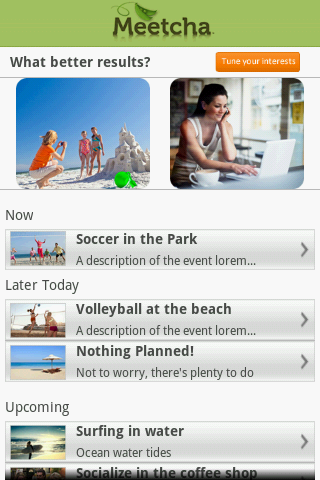 Meetcha
What better results?
Tune your interests
Now
Soccer in the Park
A description of the event lorem...
Later Today
Volleyball at the beach
A description of the event lorem...
Nothing Planned!
Not to worry, there's plenty to do
Upcoming
Surfing in water
Ocean water tides
Socialize in the coffee shop